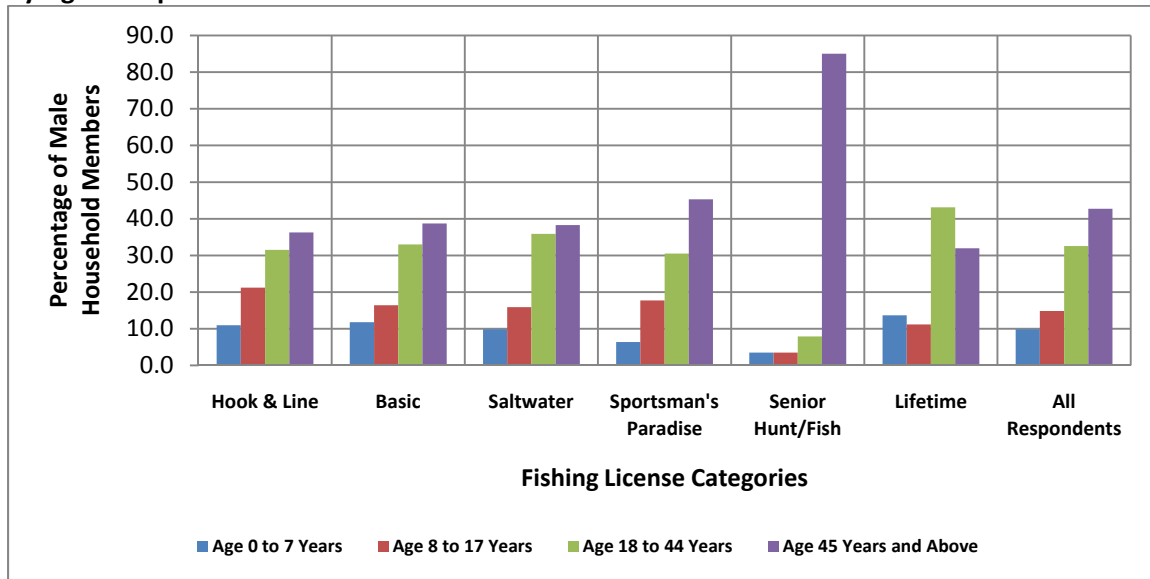 90.0
80.0
70.0
60.0
50.0
40.0
30.0
20.0
10.0
0.0
Percentage of Male
Household Members
Hook & Line
Basic
Saltwater
Sportsman's
Paradise
Senior
Hunt/Fish
Lifetime
All
Respondents
Fishing License Categories
Age 0 to 7 Years
Age 8 to 17 Years
Age 18 to 44 Years
Age 45 Years and Above